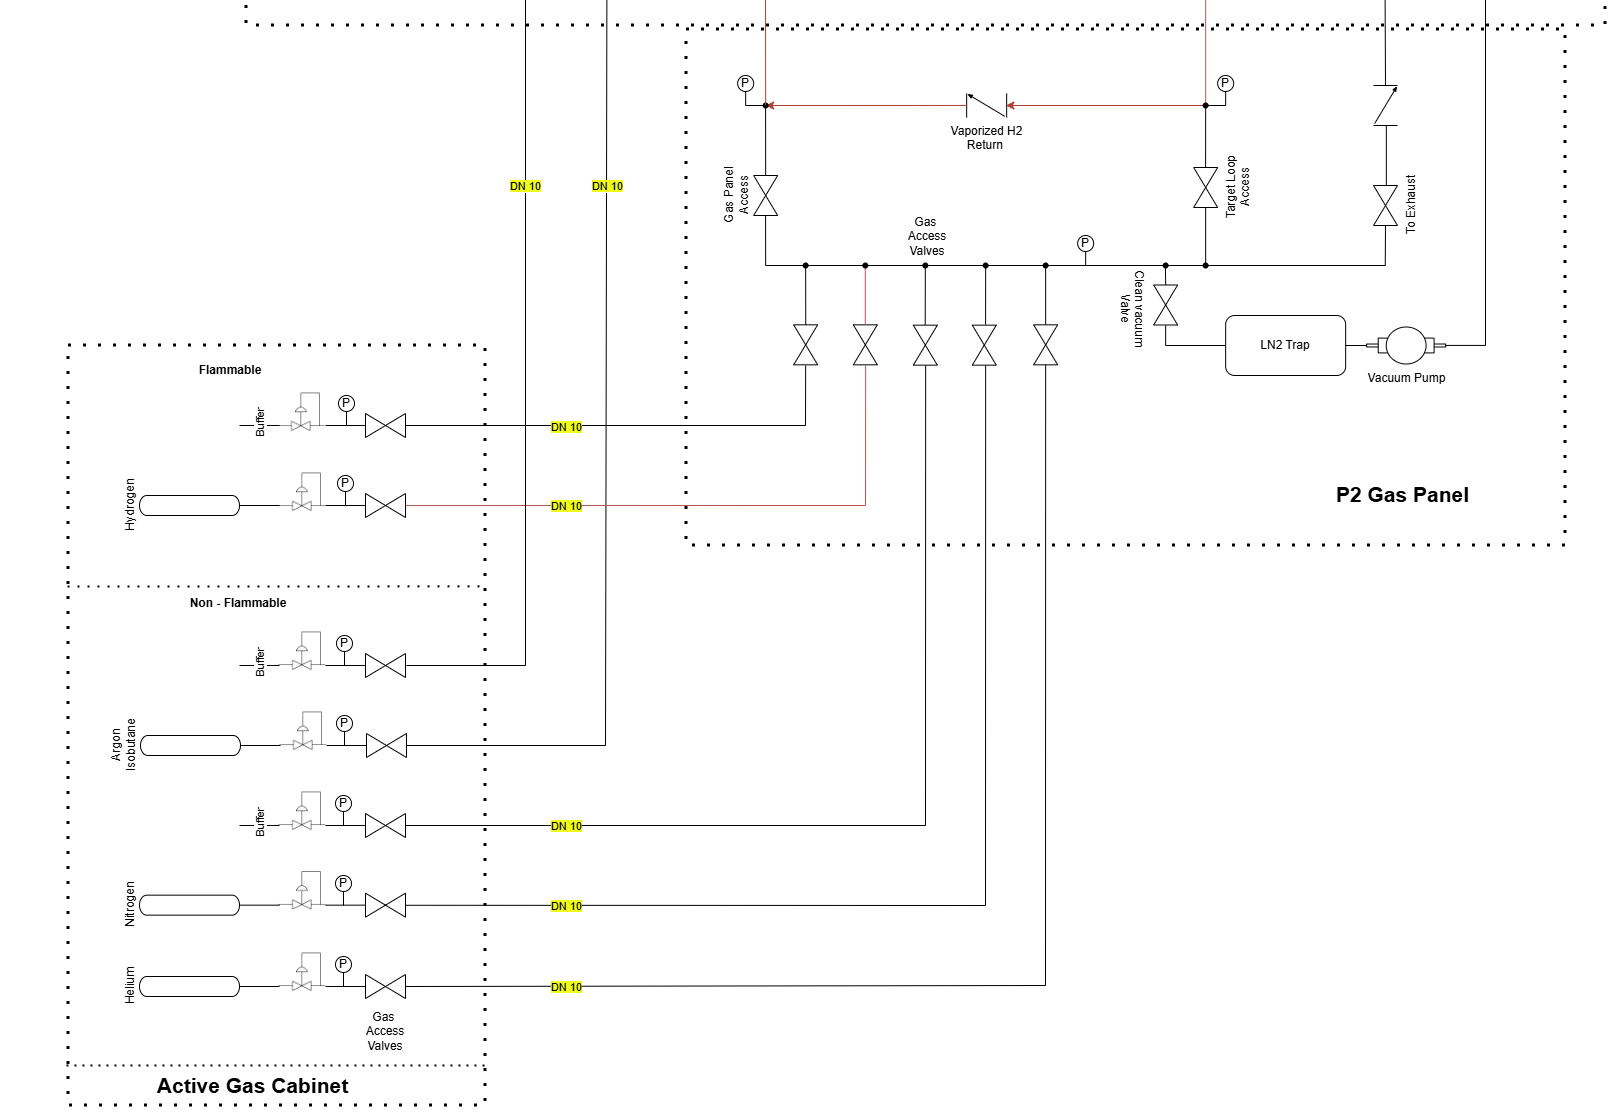 P
P
Vaporized H2
Return
DN 10
DN 10
Gas Panel
Access
Target Loop
Access
To Exhaust
Gas
Access
Valves
P
Clean vacuum
Valve
LN2 Trap
Vacuum Pump
Flammable
Buffer
P
DN 10
Hydrogen
P
DN 10
P2 Gas Panel
Non - Flammable
Buffer
P
Argon
Isobutane
P
Buffer
P
DN 10
Nitrogen
P
DN 10
Helium
P
DN 10
Gas
Access
Valves
Active Gas Cabinet